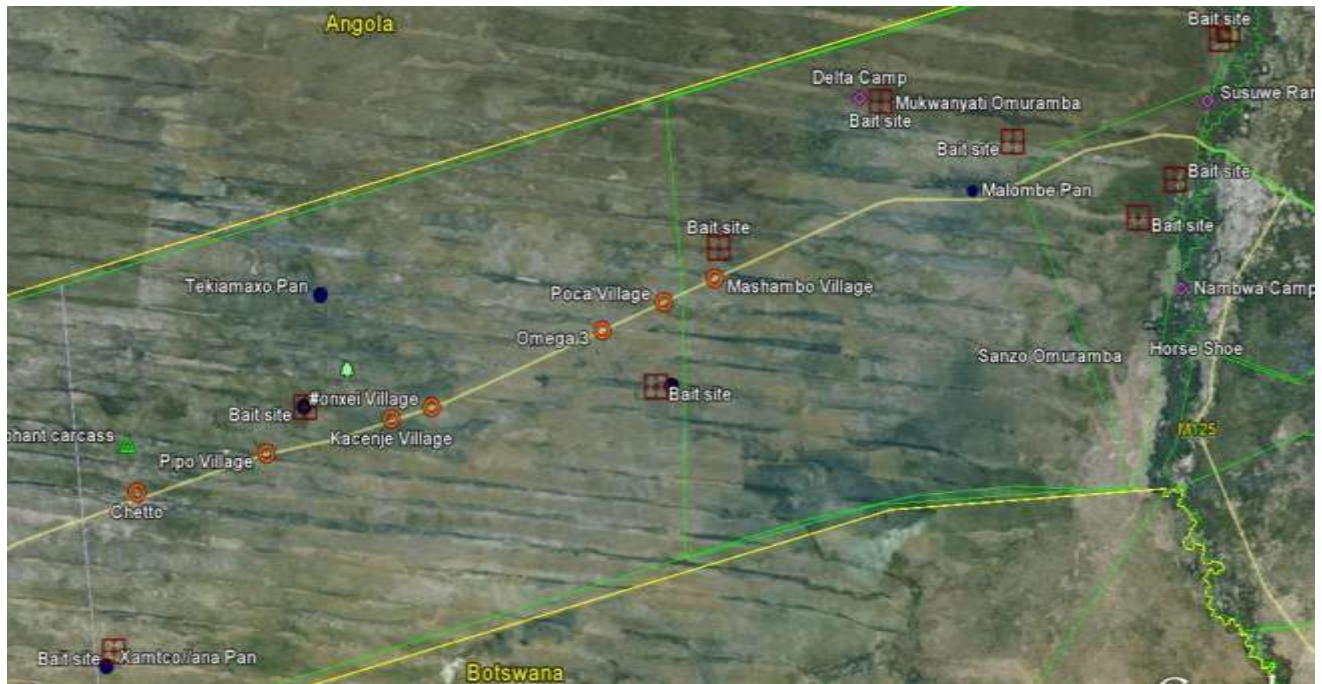 Bait site
Angola
Delta Camp
Mukwanyati Omuramba
Bait site
Susuwe Ran
Bait site
Bait site
Malombe Pan
Bait site
Bait site
Tekiamaxo Pan
Poca Village
Mashambo Village
Nambwa Camp
Omega 3
Sanzo Omuramba
Horse Shoe
#onxei Village
Bait site
Bait site
Kacenje Village
M125
phant carcass
Pipo Village
Chetto
Bait site
Xamtco//ana Pan
Botswana